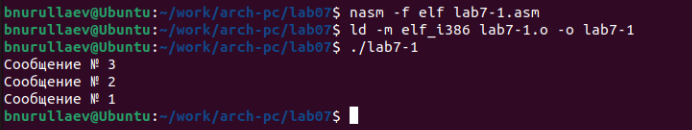 bnurullaev@Ubuntu:~/work/arch-pc/lab07$ nasm -f elf lab7-1.asm
bnurullaev@Ubuntu:~/work/arch-pc/lab07$ ld -m elf_i386 lab7-1.o -o lab7-1
bnurullaev@Ubuntu:~/work/arch-pc/lab07$ ./lab7-1
Сообщение № 3
Сообщение № 2
Сообщение № 1
bnurullaev@Ubuntu:~/work/arch-pc/lab07$